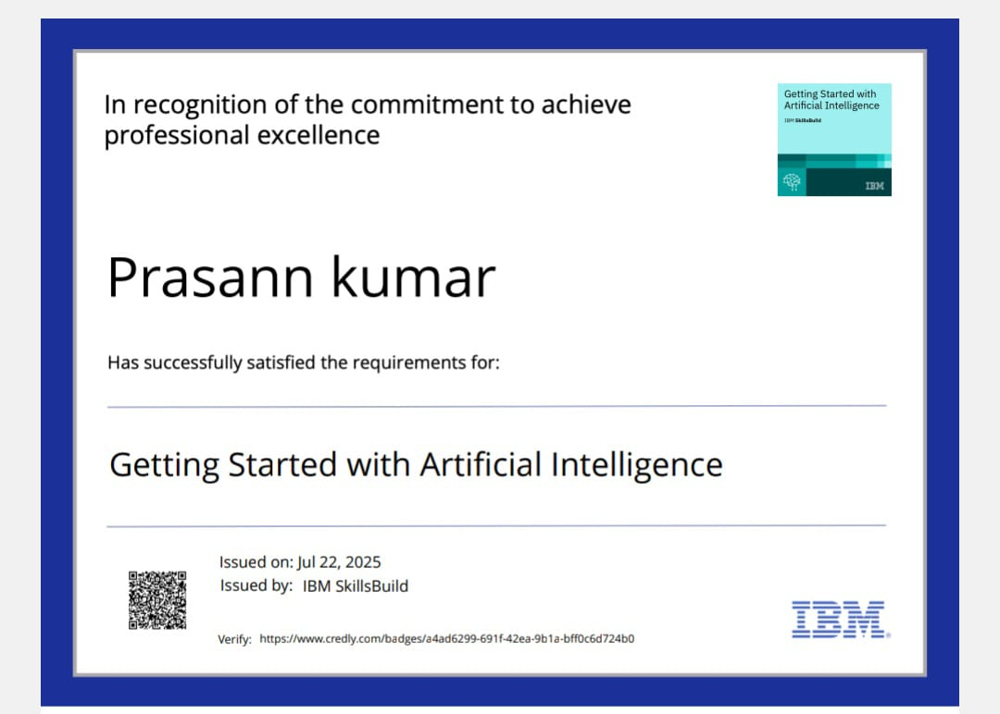 In recognition of the commitment to achieve
professional excellence
Getting Started with
Artificial Intelligence
IBM SkillsBuild
IBM
Prasann kumar
Has successfully satisfied the requirements for:
Getting Started with Artificial Intelligence
Issued on: Jul 22, 2025
Issued by: IBM SkillsBuild
Verify: https://www.credly.com/badges/a4ad6299-691f-42ea-9b1a-bff0c6d724b0
IBM®